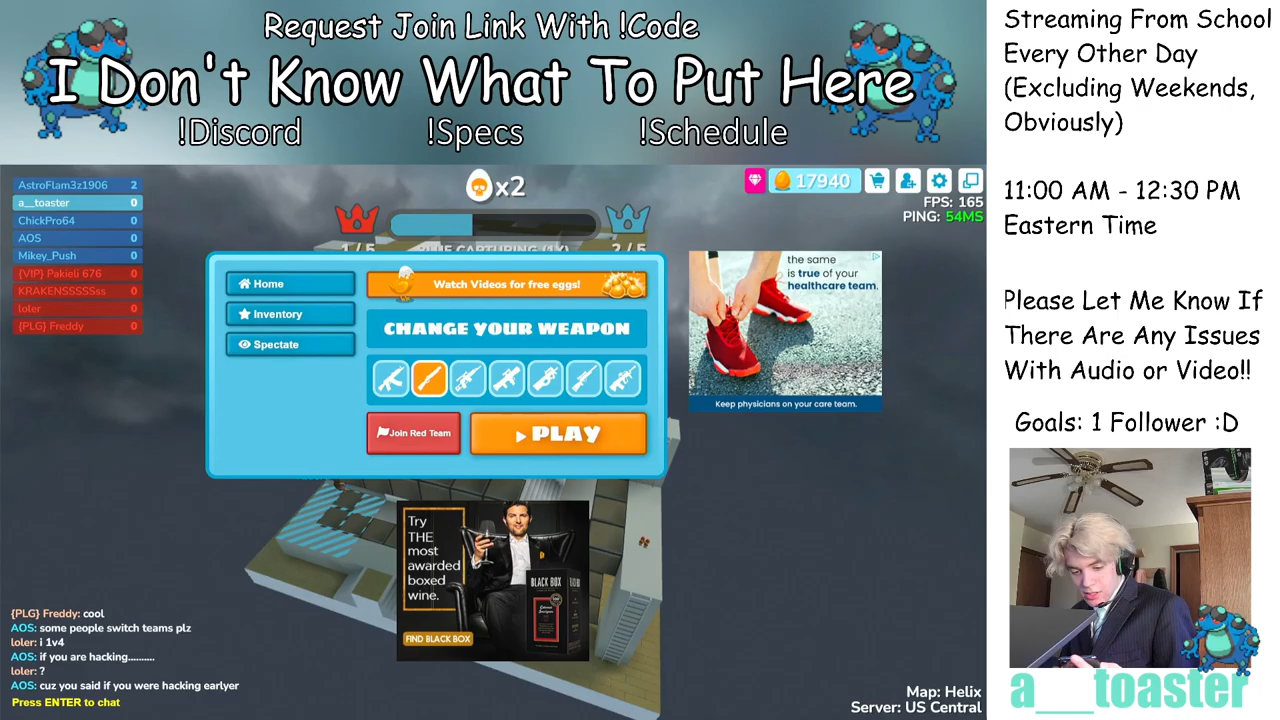 Request Join Link With !Code
I Don't Know What To Put Here
!Discord !Specs !Schedule
AstroFlam3z1906 2
a__toaster 0
ChickPro64 0
AOS 0
Mikey_Push 0
{VIP} Pakieli 676 0
KRAKENSSSSSss 0
loler 0
{PLG} Freddy 0
x2
17940
FPS: 165
PING: 54MS
1/5
BLUE CAPTURING (1X)
2/5
Home
Inventory
Spectate
Watch Videos for free eggs!
CHANGE YOUR WEAPON
Join Red Team
PLAY
the same
is true of your
healthcare team.
Keep physicians on your care team.
Try
THE
most
awarded
boxed
wine.
FIND BLACK BOX
BLACK BOX
{PLG} Freddy: cool
AOS: some people switch teams plz
loler: i 1v4
AOS: if you are hacking..........
loler: ?
AOS: cuz you said if you were hacking earlyer
Press ENTER to chat
Map: Helix
Server: US Central
Streaming From School
Every Other Day
(Excluding Weekends,
Obviously)
11:00 AM - 12:30 PM
Eastern Time
Please Let Me Know If
There Are Any Issues
With Audio or Video!!
Goals: 1 Follower :D
a__toaster